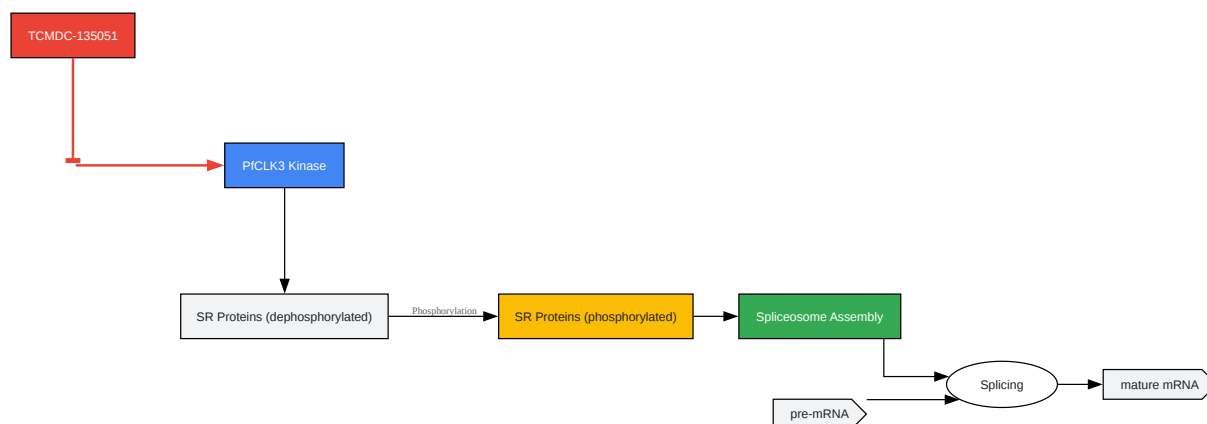 TCMDC-135051
PfCLK3 Kinase
SR Proteins (dephosphorylated)
Phosphorylation
SR Proteins (phosphorylated)
Spliceosome Assembly
Splicing
mature mRNA
pre-mRNA